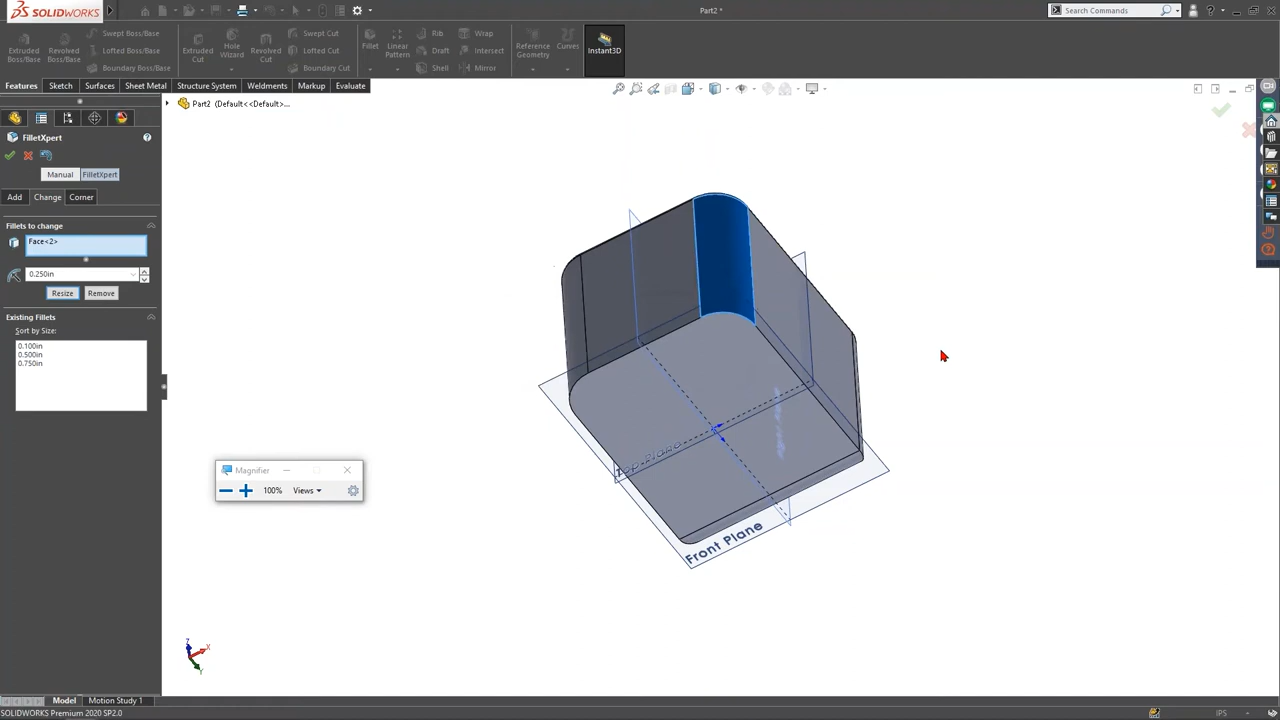 SOLIDWORKS
Part2 *
Search Commands
Extruded Boss/Base
Revolved Boss/Base
Swept Boss/Base
Lofted Boss/Base
Boundary Boss/Base
Extruded Cut
Hole Wizard
Revolved Cut
Swept Cut
Lofted Cut
Boundary Cut
Fillet
Linear Pattern
Rib
Draft
Shell
Wrap
Intersect
Mirror
Reference Geometry
Curves
Instant3D
Features Sketch Surfaces Sheet Metal Structure System Weldments Markup Evaluate
Part2 (Default<<Default>...
FilletXpert
Manual FilletXpert
Add Change Corner
Fillets to change
Face<2>
0.250in
Resize Remove
Existing Fillets
Sort by Size:
0.100in
0.500in
0.750in
Magnifier
100% Views
Top Plane
Front Plane
Z
X
Y
Model Motion Study 1
SOLIDWORKS Premium 2020 SP2.0
IPS